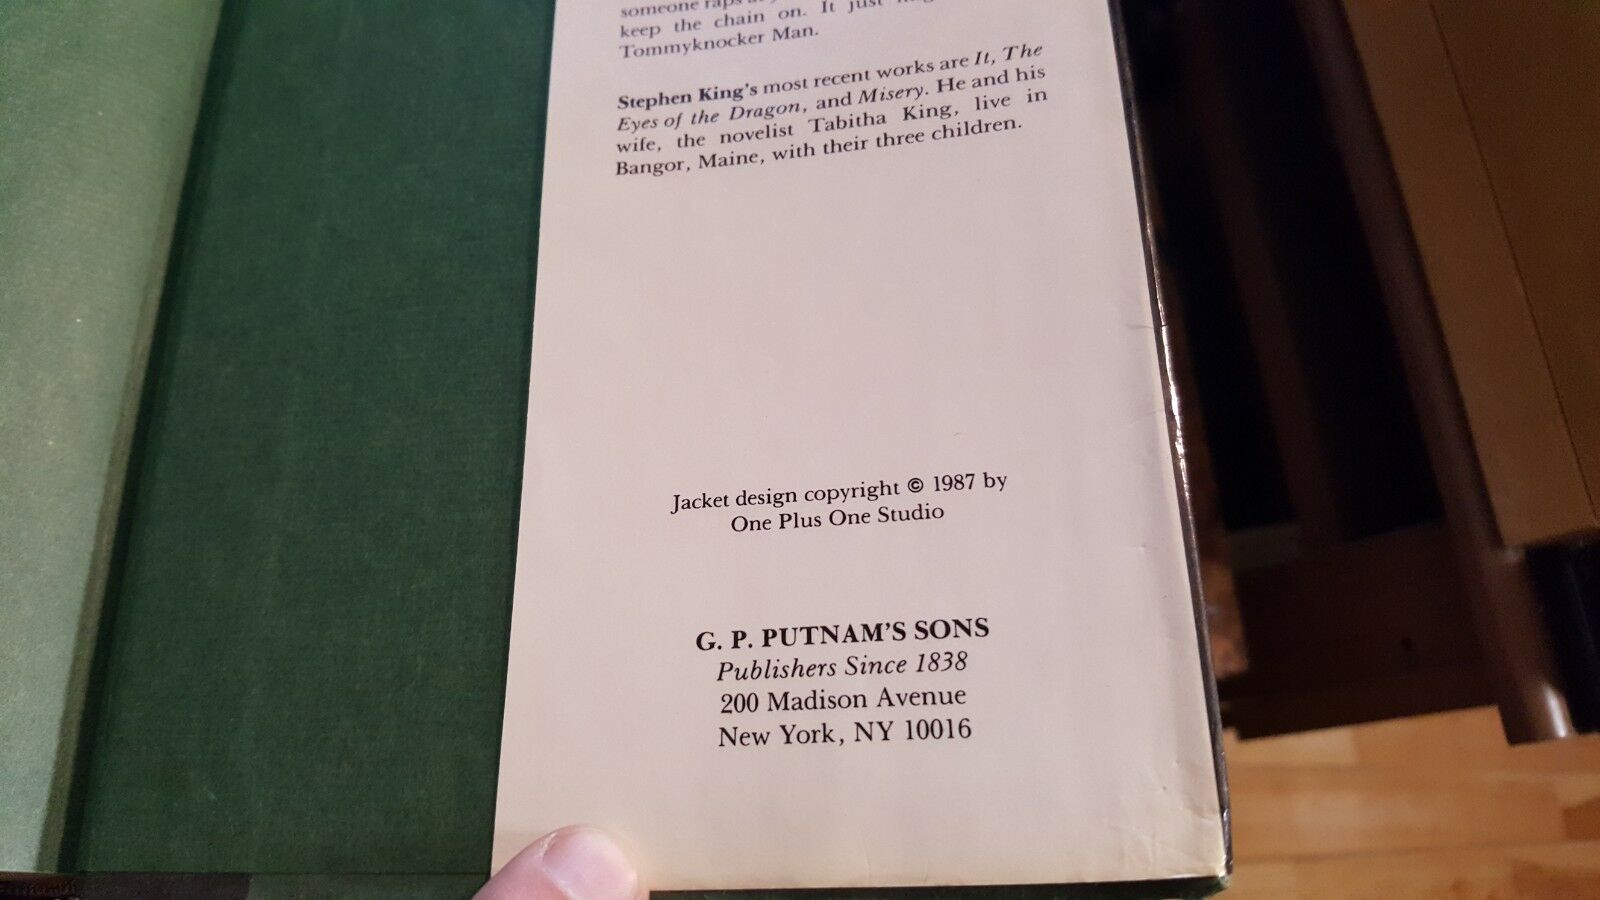 someone raps at
keep the chain on. It just
Tommyknocker Man.
Stephen King's most recent works are It, The
Eyes of the Dragon, and Misery. He and his
wife, the novelist Tabitha King, live in
Bangor, Maine, with their three children.
Jacket design copyright © 1987 by
One Plus One Studio
G. P. PUTNAM'S SONS
Publishers Since 1838
200 Madison Avenue
New York, NY 10016